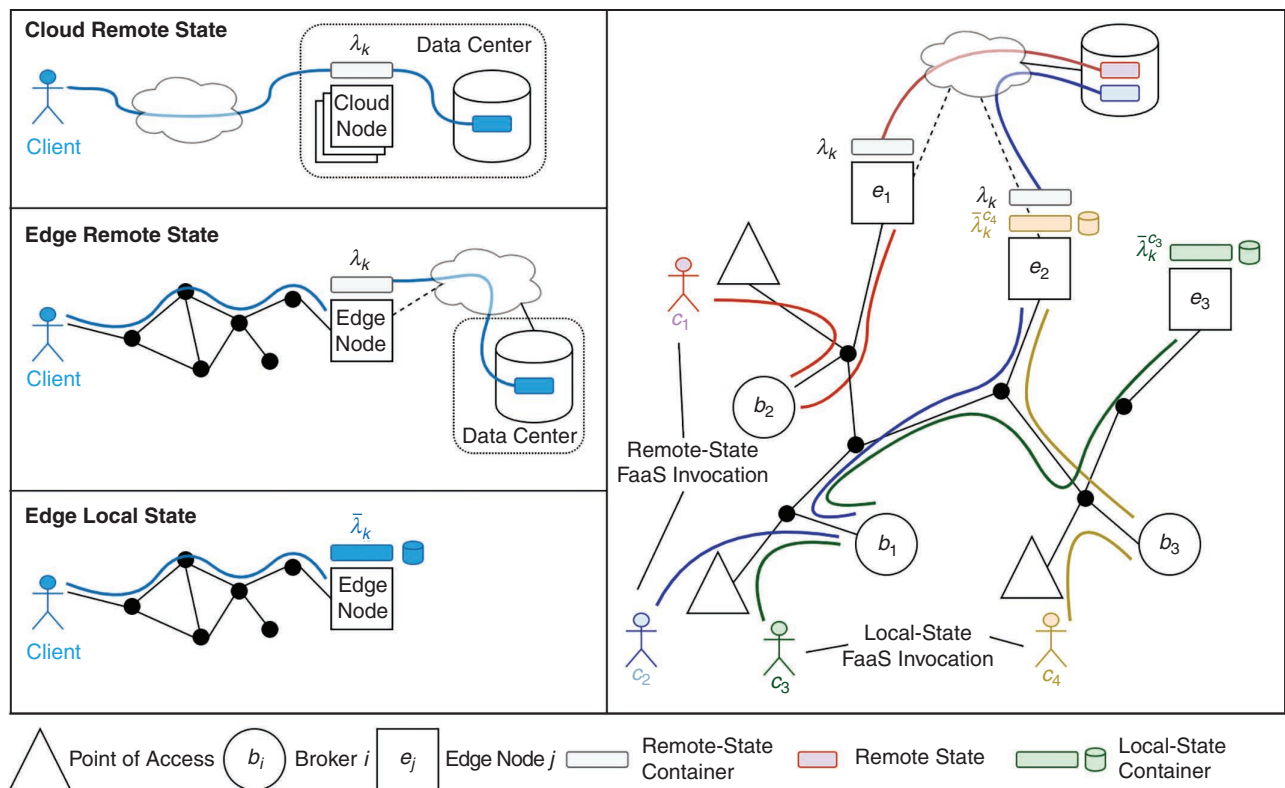 Cloud Remote State
λₖ
Data Center
Cloud
Node
Client
Edge Remote State
λₖ
Edge
Node
Client
Data Center
Edge Local State
λ̄ₖ
Edge
Node
Client
λₖ
e₁
λₖ
λ̄ₖ^c₄
e₂
λ̄ₖ^c₃
e₃
c₁
b₂
Remote-State
FaaS Invocation
b₁
b₃
Local-State
FaaS Invocation
c₂
c₃
c₄
Point of Access
bᵢ
Broker i
eⱼ
Edge Node j
Remote-State
Container
Remote State
Local-State
Container